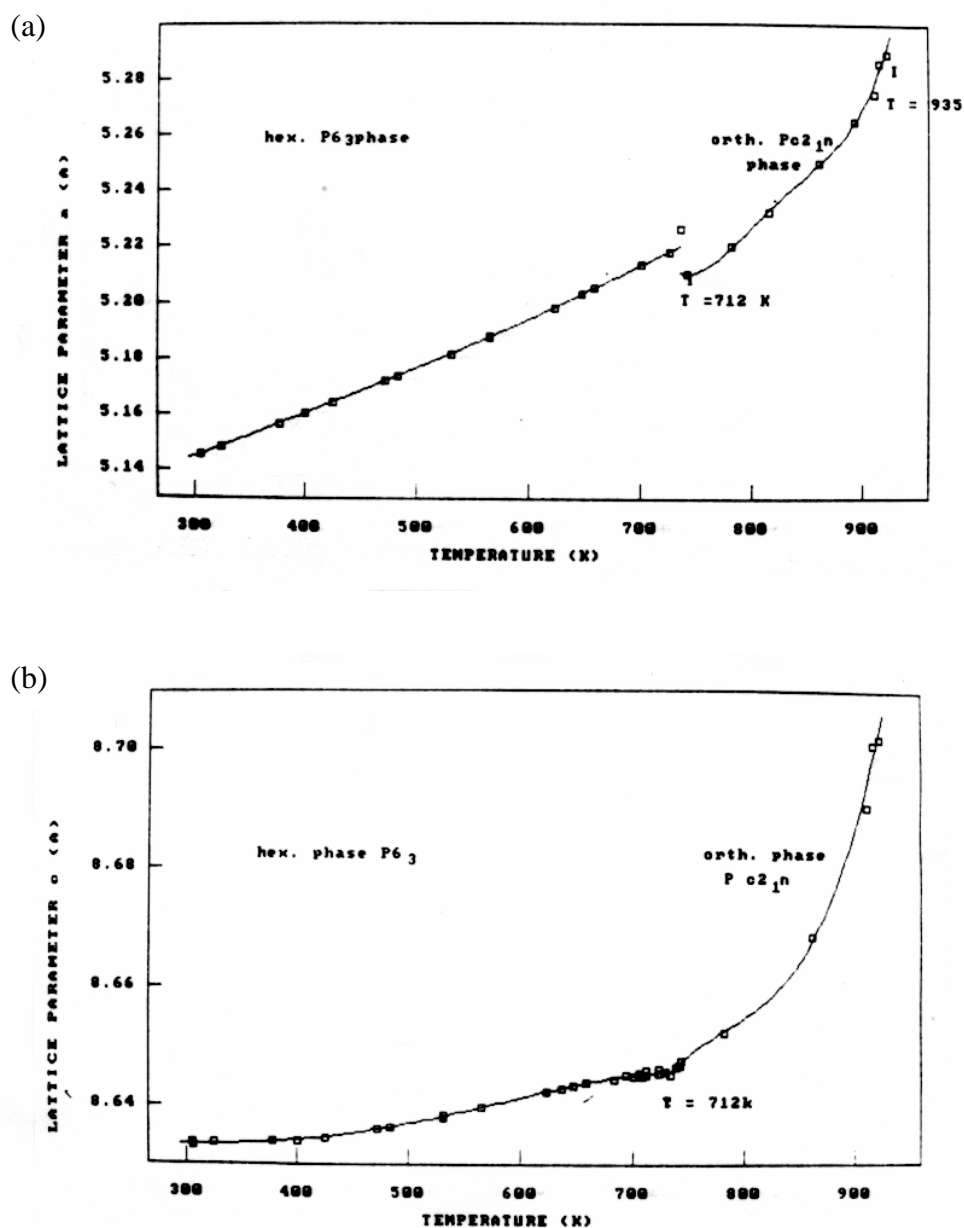 (a)
5.28
5.26
5.24
5.22
5.20
5.18
5.16
5.14
LATTICE PARAMETER a (A)
hex. P6₃phase
orth. Pc2₁n
phase
I
T = 935
I
T =712 K
300 400 500 600 700 800 900
TEMPERATURE (K)
(b)
8.70
8.68
8.66
8.64
LATTICE PARAMETER c (A)
hex. phase P6₃
orth. phase
P c2₁n
T = 712k
300 400 500 600 700 800 900
TEMPERATURE (K)